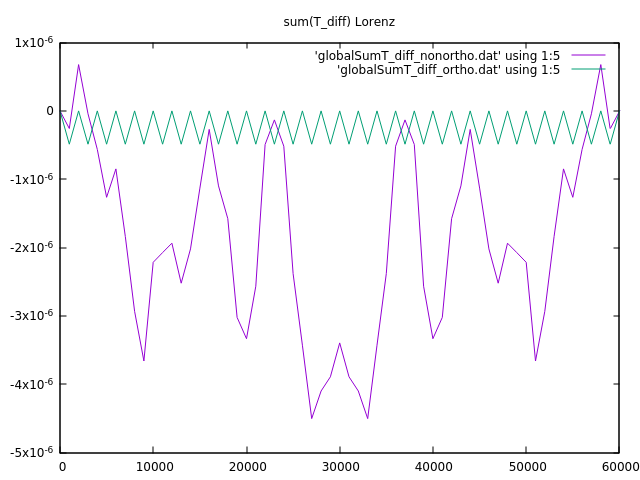 sum(T_diff) Lorenz
'globalSumT_diff_nonortho.dat' using 1:5
'globalSumT_diff_ortho.dat' using 1:5
1x10-6
0
-1x10-6
-2x10-6
-3x10-6
-4x10-6
-5x10-6
0 10000 20000 30000 40000 50000 60000